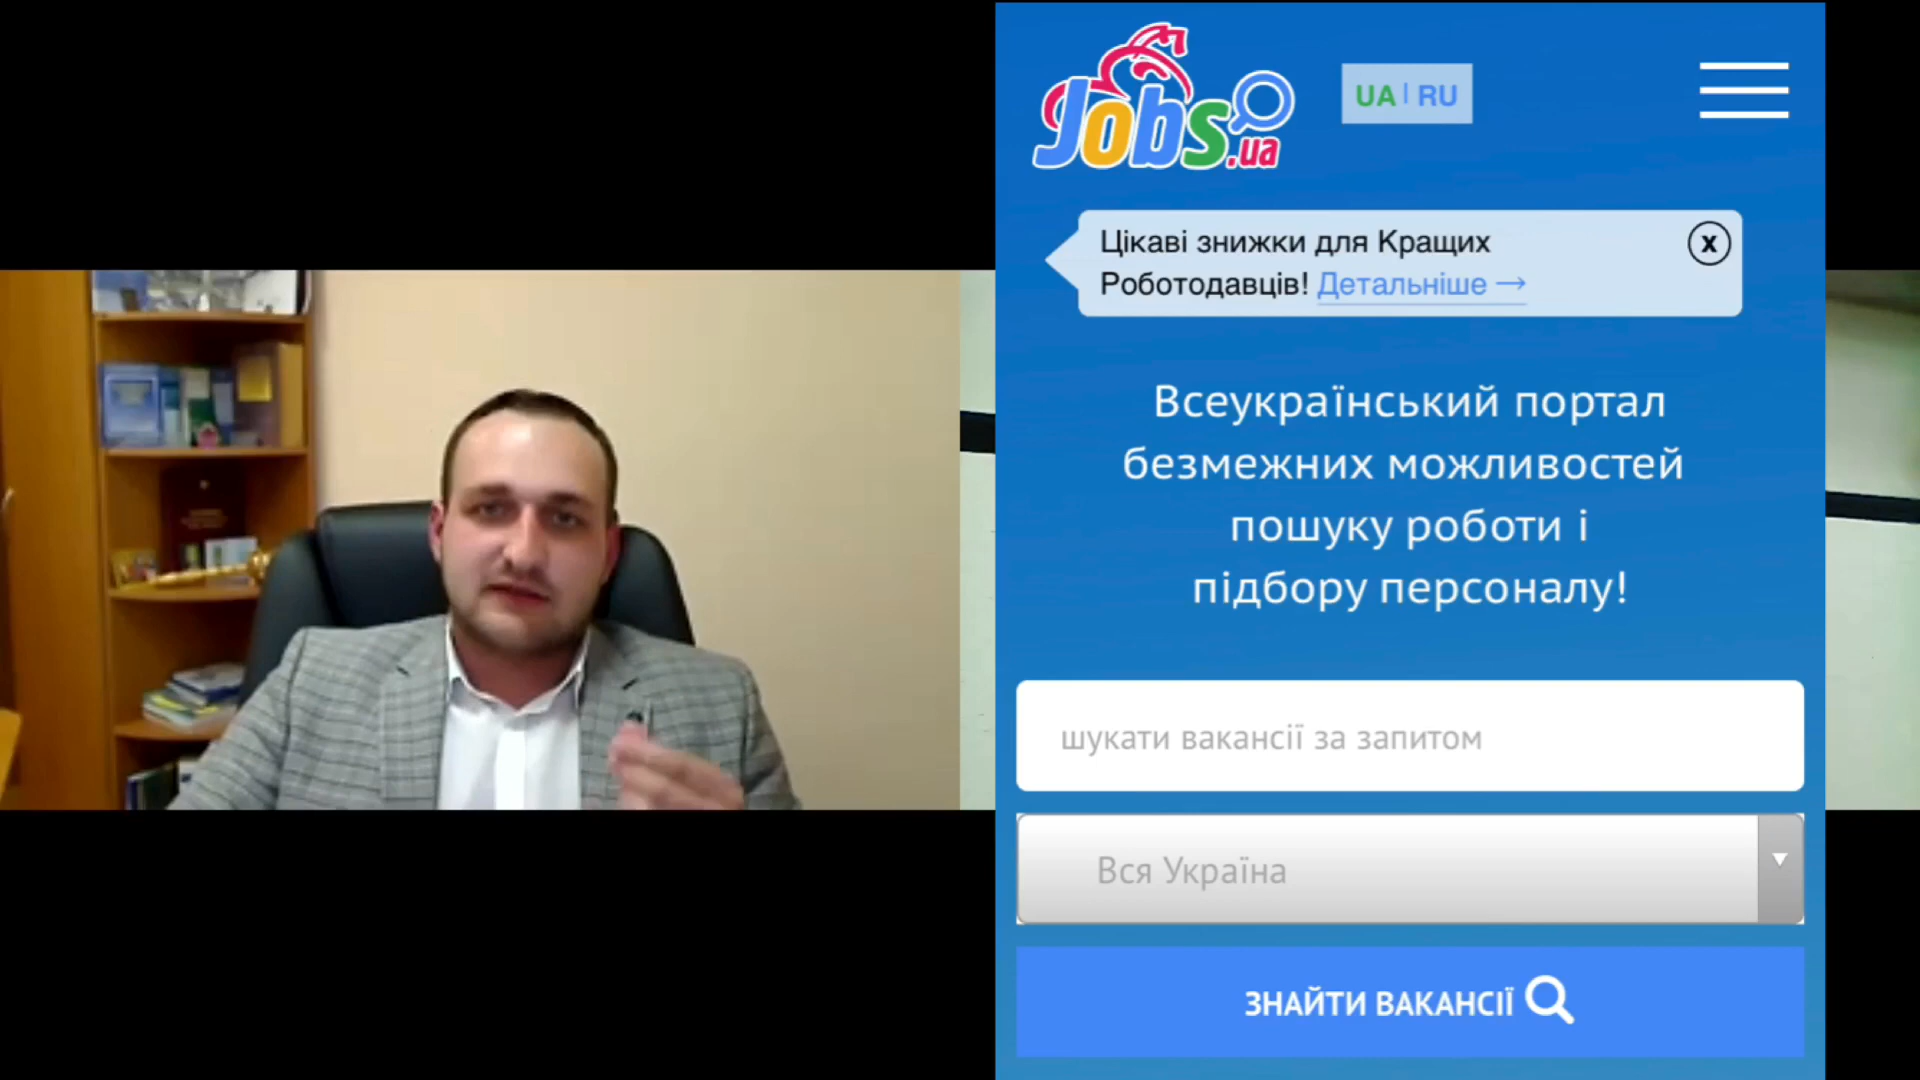 Jobs.ua
UA | RU
Цікаві знижки для Кращих
Роботодавців! Детальніше →
x
Всеукраїнський портал
безмежних можливостей
пошуку роботи і
підбору персоналу!
шукати вакансії за запитом
Вся Україна
ЗНАЙТИ ВАКАНСІЇ